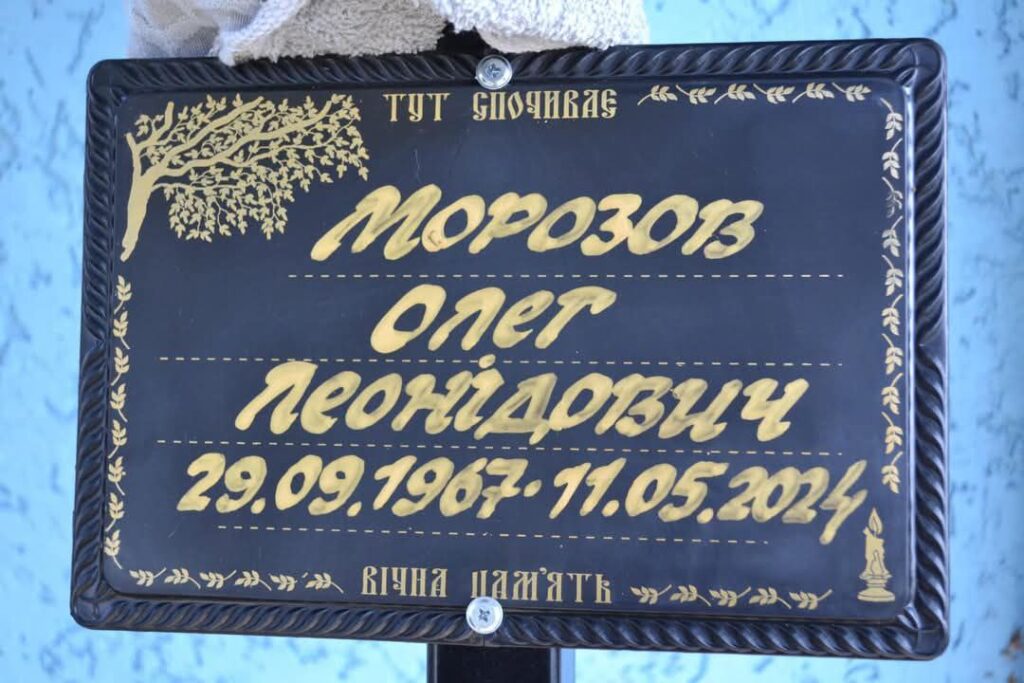 ТУТ СПОЧИВАЄ
Морозов
Олег
Леонідович
29.09.1967-11.05.2024
ВІЧНА ПАМ'ЯТЬ